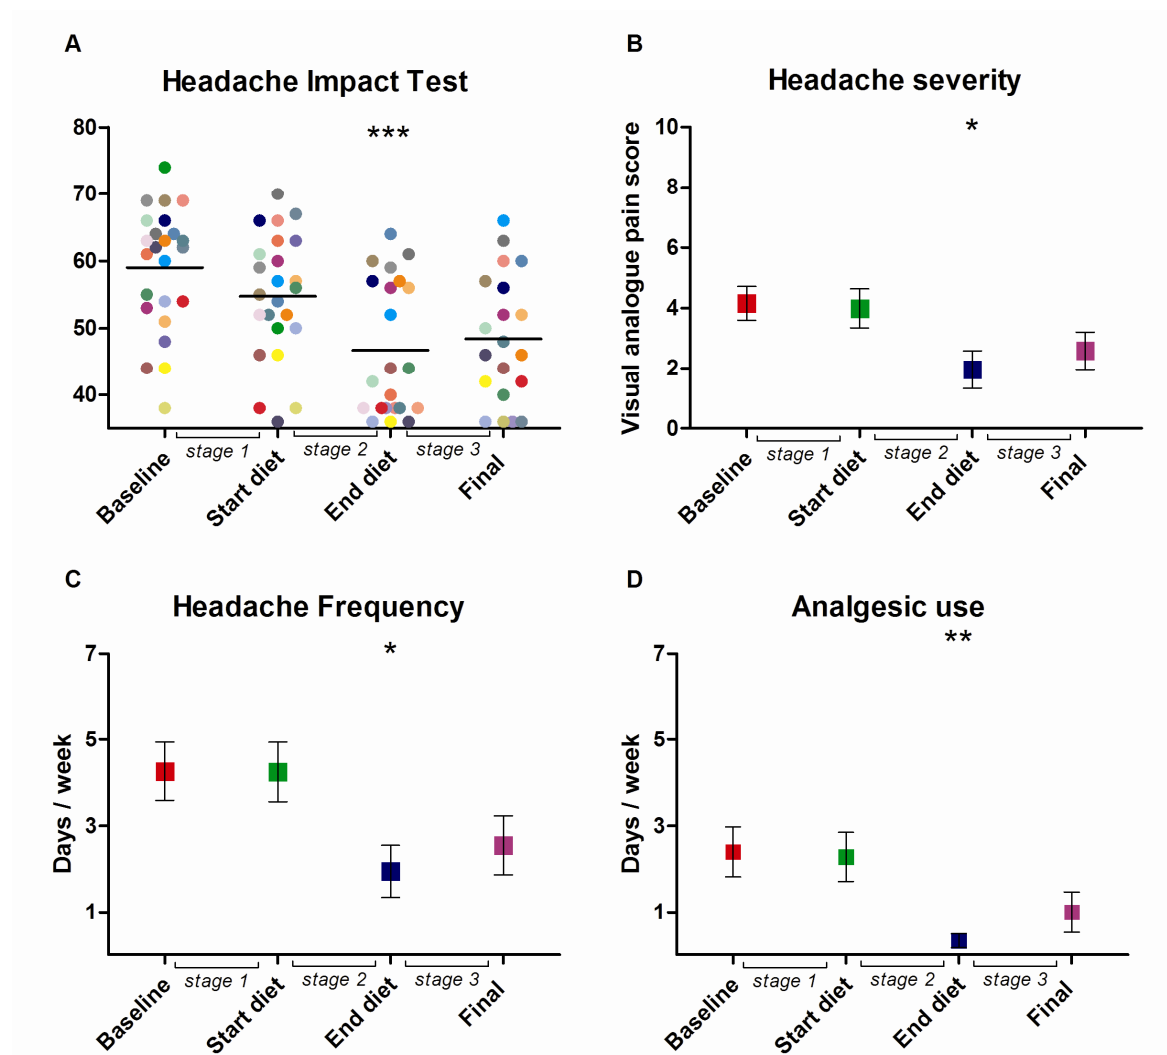 A
Headache Impact Test
***
80
70
60
50
40
stage 1
stage 2
stage 3
Baseline
Start diet
End diet
Final
B
Headache severity
*
Visual analogue pain score
10
8
6
4
2
0
stage 1
stage 2
stage 3
Baseline
Start diet
End diet
Final
C
Headache Frequency
*
Days / week
7
5
3
1
stage 1
stage 2
stage 3
Baseline
Start diet
End diet
Final
D
Analgesic use
**
Days / week
7
5
3
1
stage 1
stage 2
stage 3
Baseline
Start diet
End diet
Final